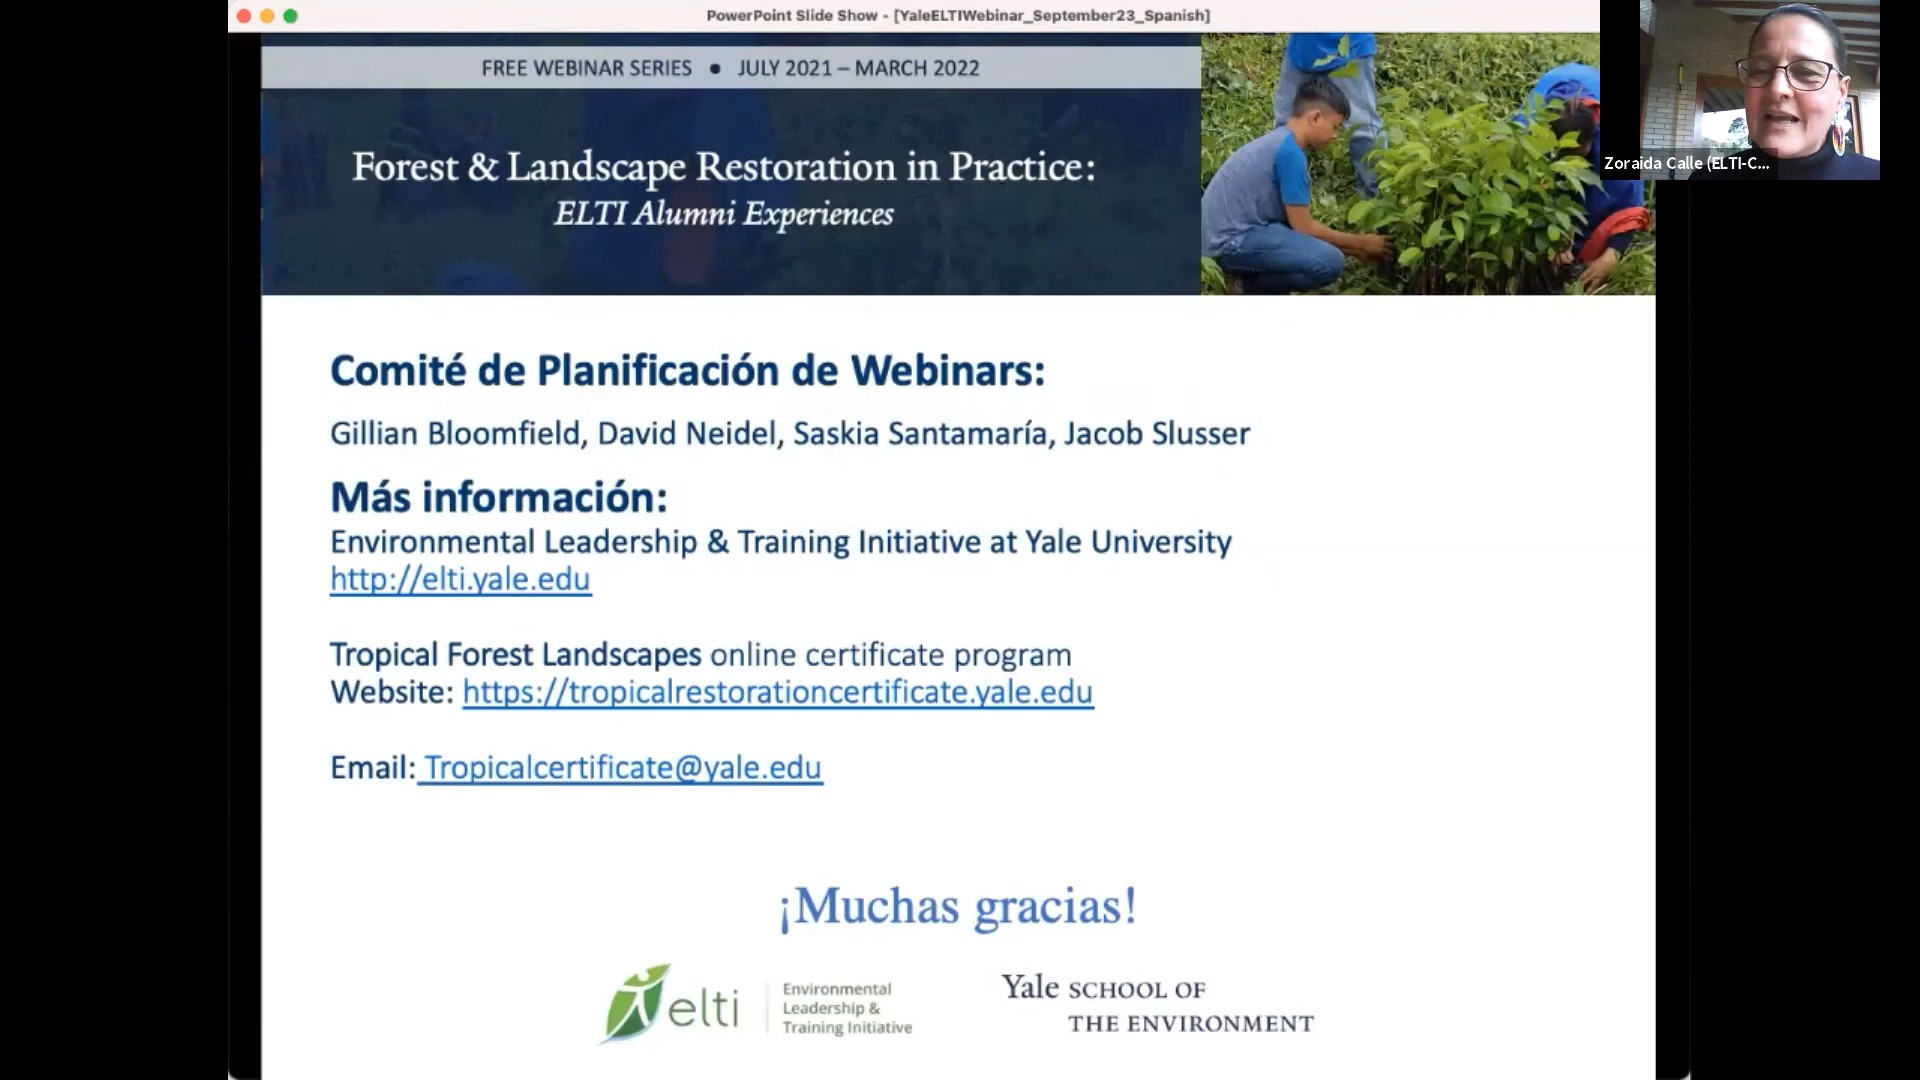 PowerPoint Slide Show - [YaleELTIWebinar_September23_Spanish]
FREE WEBINAR SERIES • JULY 2021 – MARCH 2022
Forest & Landscape Restoration in Practice:
ELTI Alumni Experiences
Zoraida Calle (ELTI-C...
Comité de Planificación de Webinars:
Gillian Bloomfield, David Neidel, Saskia Santamaría, Jacob Slusser
Más información:
Environmental Leadership & Training Initiative at Yale University
http://elti.yale.edu
Tropical Forest Landscapes online certificate program
Website: https://tropicalrestorationcertificate.yale.edu
Email: Tropicalcertificate@yale.edu
¡Muchas gracias!
elti
Environmental
Leadership &
Training Initiative
Yale SCHOOL OF
THE ENVIRONMENT